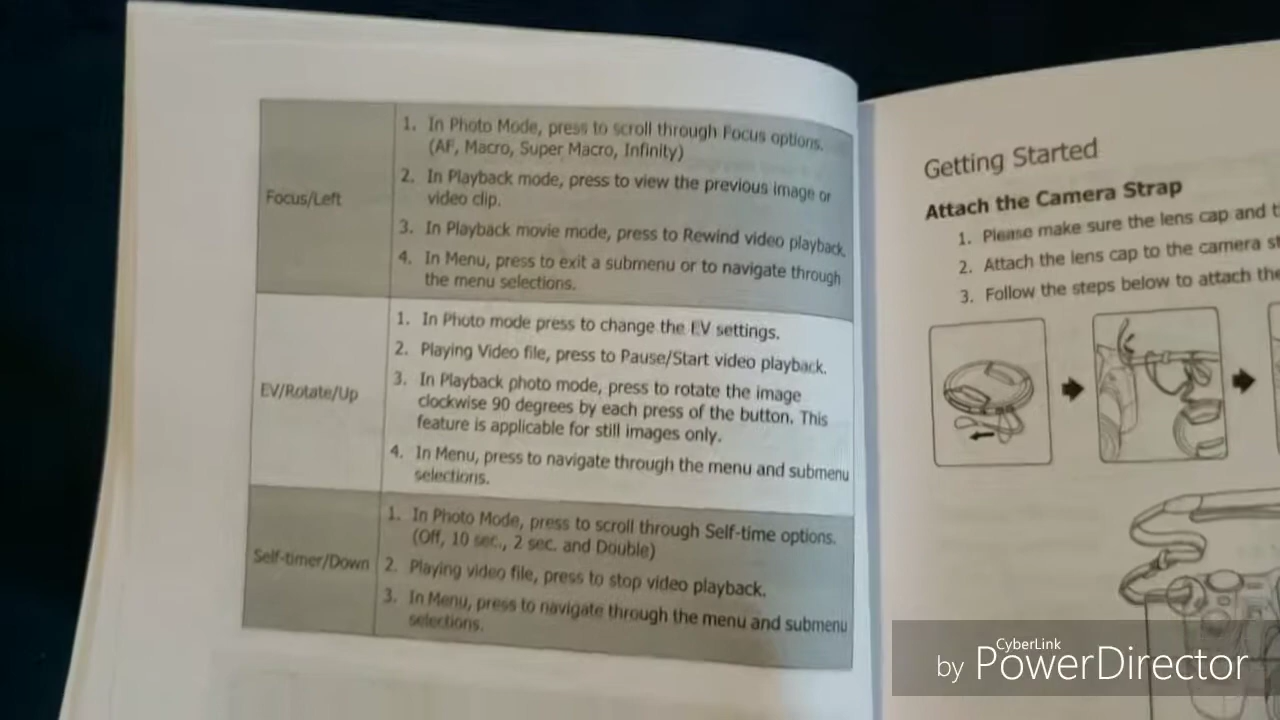 Focus/Left
1. In Photo Mode, press to scroll through Focus options.
(AF, Macro, Super Macro, Infinity)
2. In Playback mode, press to view the previous image or
video clip.
3. In Playback movie mode, press to Rewind video playback.
4. In Menu, press to exit a submenu or to navigate through
the menu selections.
EV/Rotate/Up
1. In Photo mode press to change the EV settings.
2. Playing Video file, press to Pause/Start video playback.
3. In Playback photo mode, press to rotate the image
clockwise 90 degrees by each press of the button. This
feature is applicable for still images only.
4. In Menu, press to navigate through the menu and submenu
selections.
Self-timer/Down
1. In Photo Mode, press to scroll through Self-time options.
(Off, 10 sec., 2 sec. and Double)
2. Playing video file, press to stop video playback.
3. In Menu, press to navigate through the menu and submenu
selections.
Getting Started
Attach the Camera Strap
1. Please make sure the lens cap and
2. Attach the lens cap to the camera
3. Follow the steps below to attach the
CyberLink
by PowerDirector